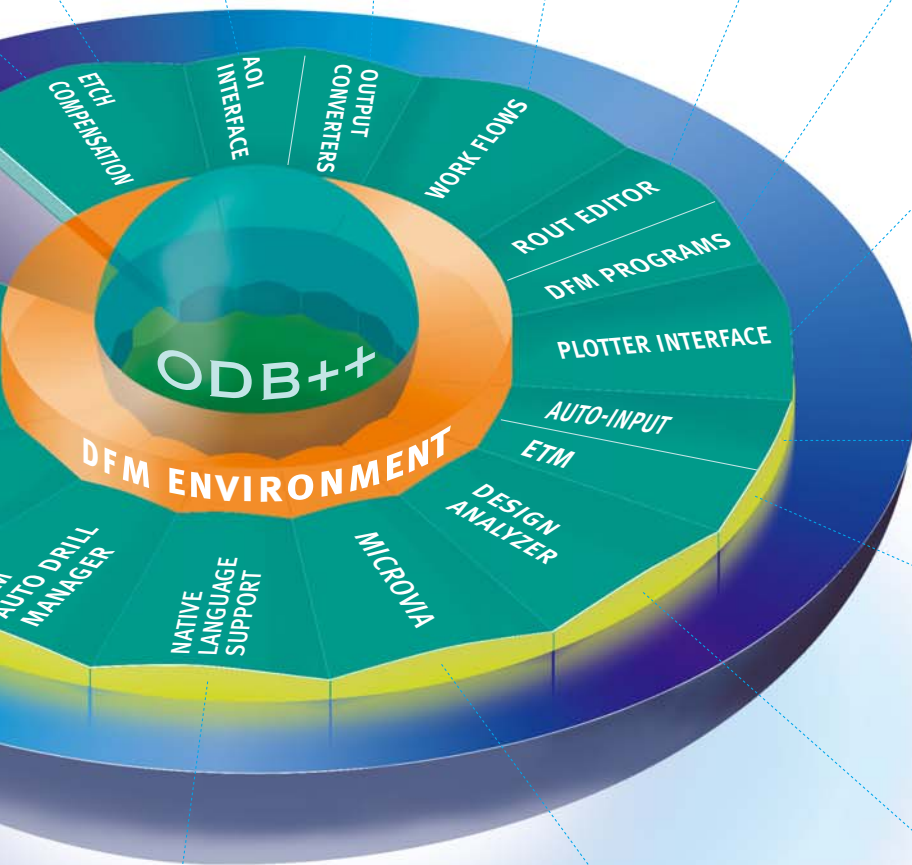 ETCH
COMPENSATION
AOI
INTERFACE
OUTPUT
CONVERTERS
WORK FLOWS
ROUT EDITOR
DFM PROGRAMS
PLOTTER INTERFACE
AUTO-INPUT
ETM
DESIGN
ANALYZER
MICROVIA
NATIVE
LANGUAGE
SUPPORT
AUTO DRILL
MANAGER
ODB++
DFM ENVIRONMENT